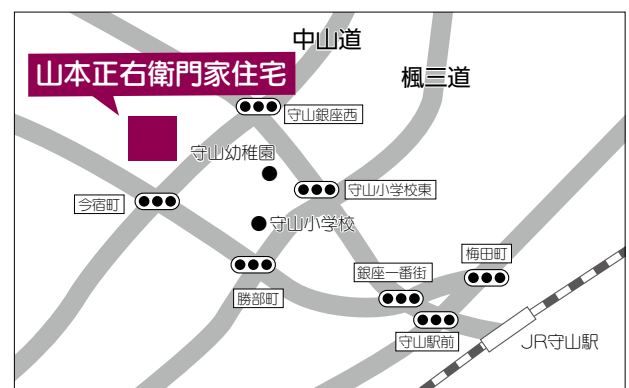 中山道
山本正右衛門家住宅
楓三道
守山銀座西
守山幼稚園
守山小学校東
今宿町
守山小学校
梅田町
銀座一番街
勝部町
守山駅前
JR守山駅